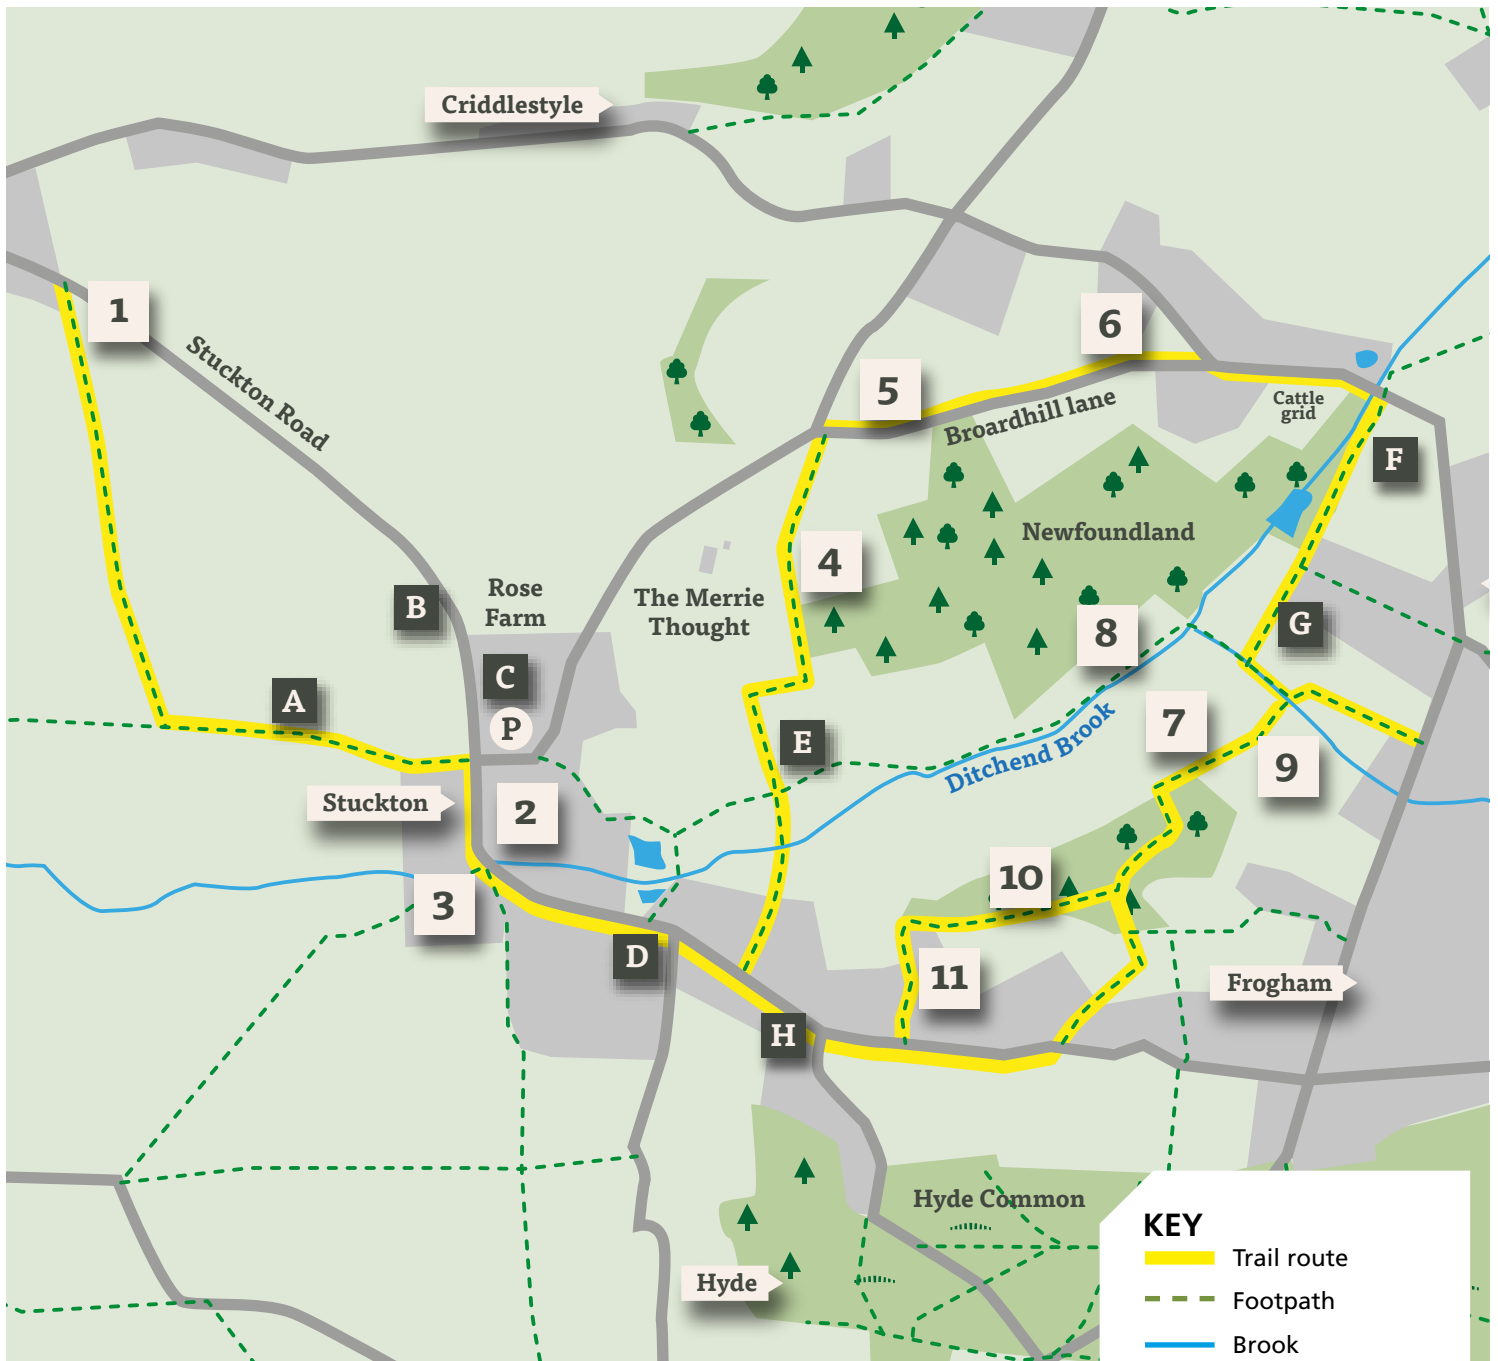 Criddlestyle
1
Stuckton Road
6
5
Broardhill lane
Cattle
grid
F
Newfoundland
4
B
Rose
Farm
The Merrie
Thought
8
G
C
A
P
E
7
Ditchend Brook
9
Stuckton
2
10
3
D
11
Frogham
H
Hyde Common
Hyde
KEY
Trail route
Footpath
Brook